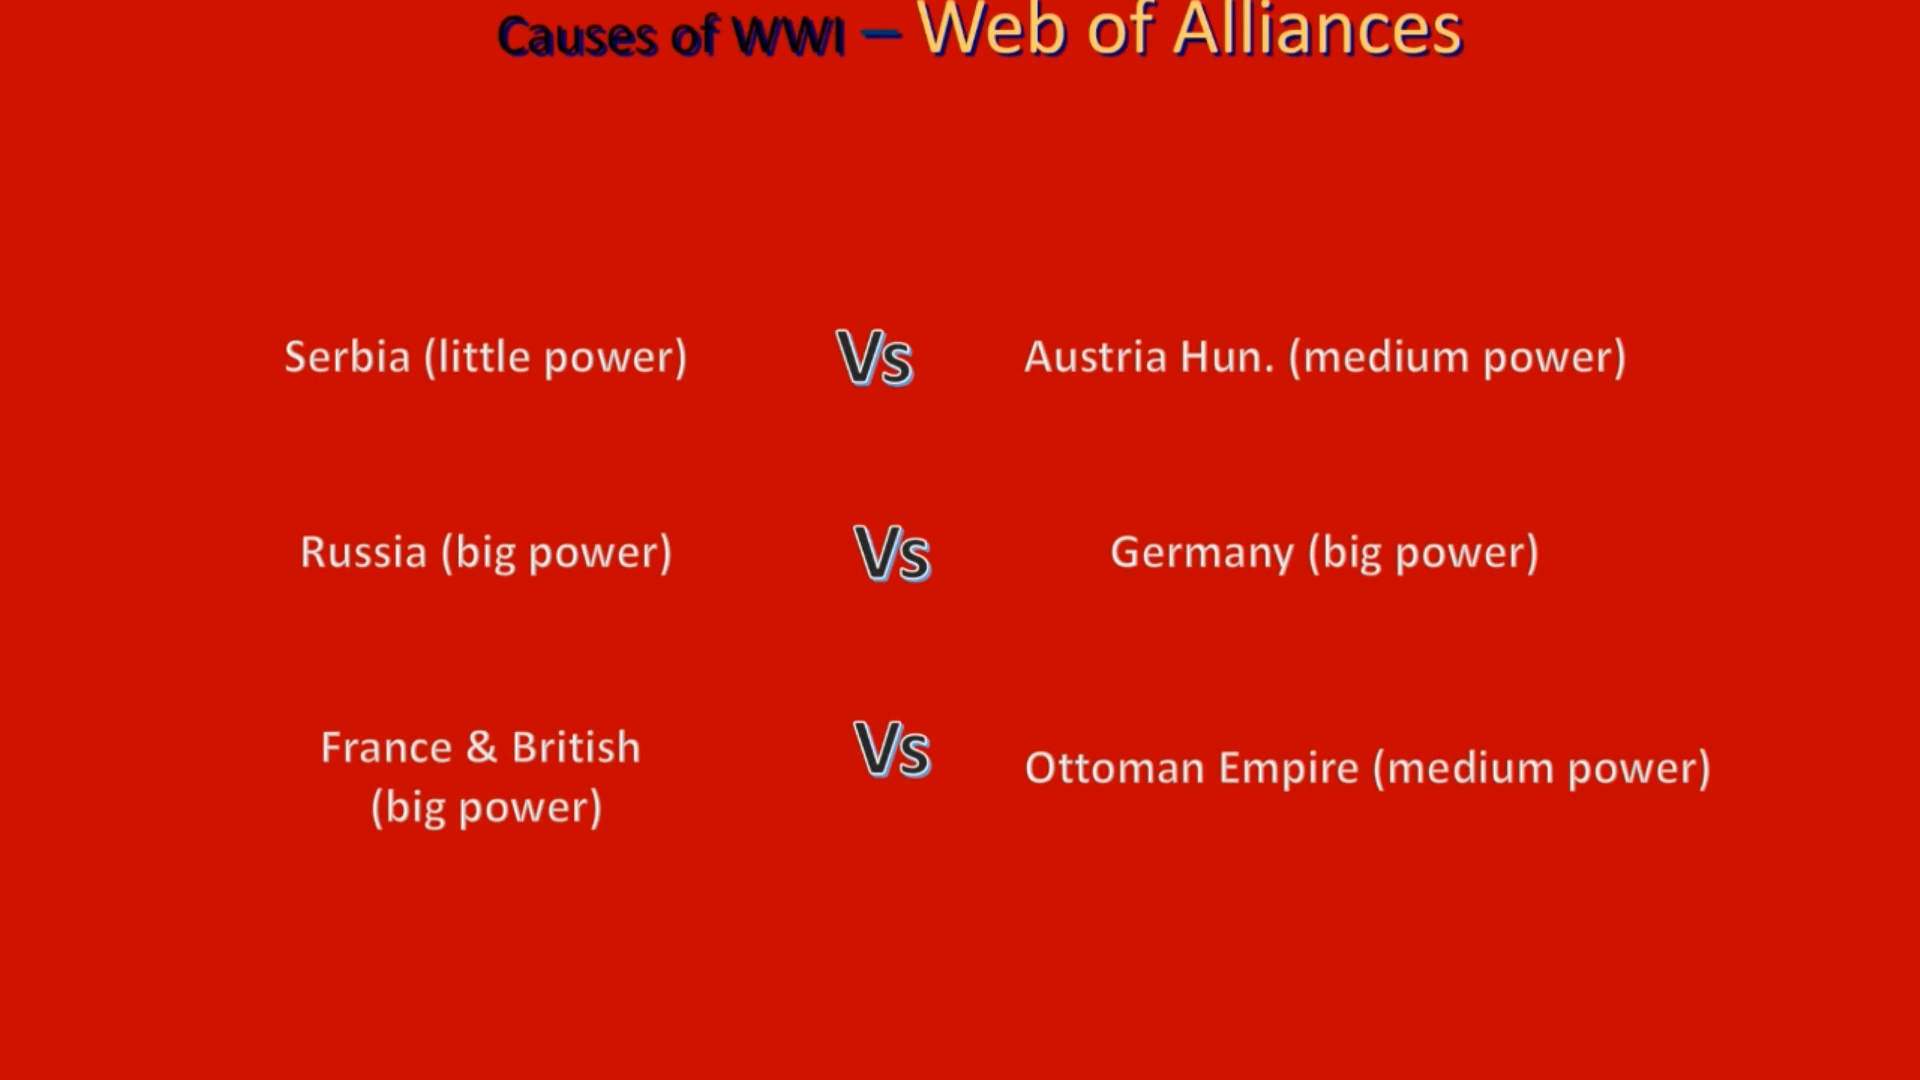 Causes of WWI – Web of Alliances
Serbia (little power) Vs Austria Hun. (medium power)
Russia (big power) Vs Germany (big power)
France & British Vs Ottoman Empire (medium power)
(big power)